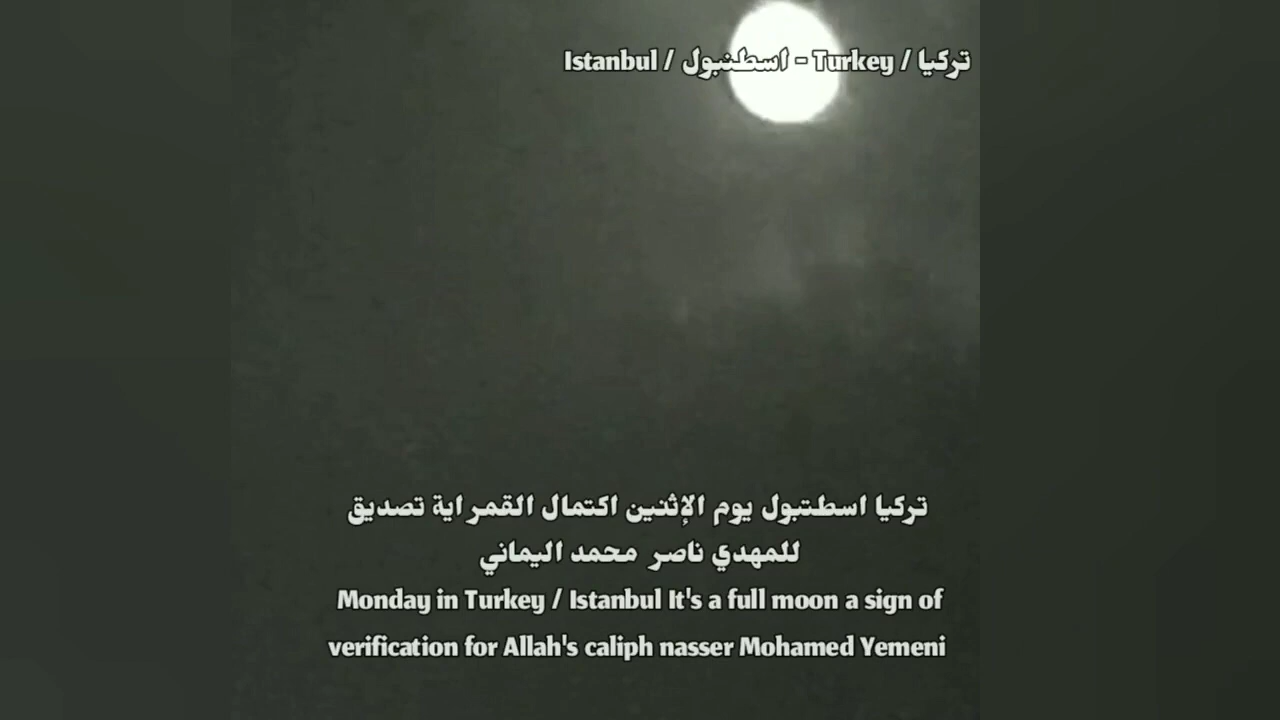 تركيا / Turkey - اسطنبول / Istanbul
تركيا اسطتبول يوم الإثنين اكتمال القمر اية تصديق
للمهدي ناصر محمد اليماني
Monday in Turkey / Istanbul It's a full moon a sign of
verification for Allah's caliph nasser Mohamed Yemeni